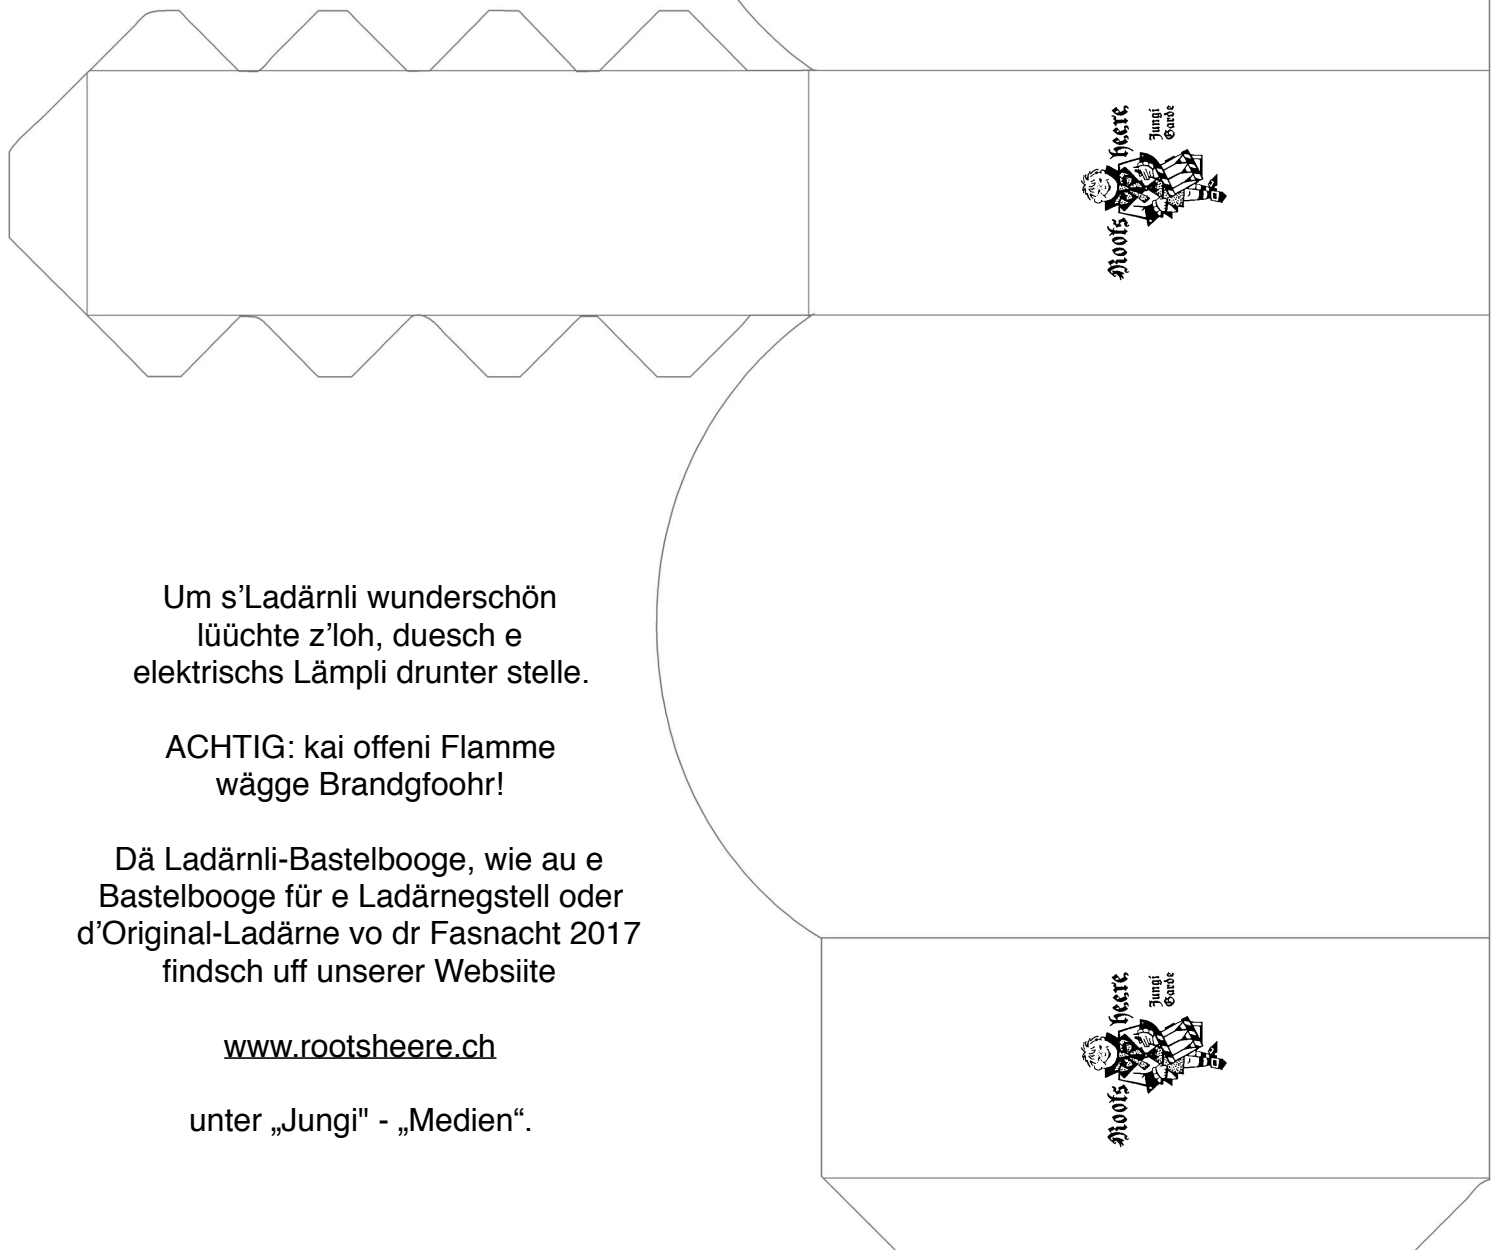 Roots heere,
Jungi
Garde
Um s’Ladärnli wunderschön
lüüchte z’loh, duesch e
elektrischs Lämpli drunter stelle.
ACHTIG: kai offeni Flamme
wägge Brandgfoohr!
Dä Ladärnli-Bastelbooge, wie au e
Bastelbooge für e Ladärnegstell oder
d’Original-Ladärne vo dr Fasnacht 2017
findsch uff unserer Websiite
www.rootsheere.ch
unter „Jungi" - „Medien“.
Roots heere,
Jungi
Garde